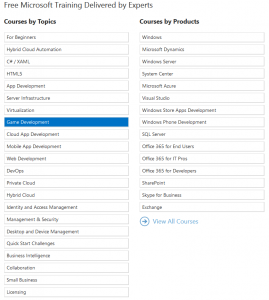 Free Microsoft Training Delivered by Experts
Courses by Topics
For Beginners
Hybrid Cloud Automation
C# / XAML
HTML5
App Development
Server Infrastructure
Virtualization
Game Development
Cloud App Development
Mobile App Development
Web Development
DevOps
Private Cloud
Hybrid Cloud
Identity and Access Management
Management & Security
Desktop and Device Management
Quick Start Challenges
Business Intelligence
Collaboration
Small Business
Licensing
Courses by Products
Windows
Microsoft Dynamics
Windows Server
System Center
Microsoft Azure
Visual Studio
Windows Store Apps Development
Windows Phone Development
SQL Server
Office 365 for End Users
Office 365 for IT Pros
Office 365 for Developers
SharePoint
Skype for Business
Exchange
View All Courses